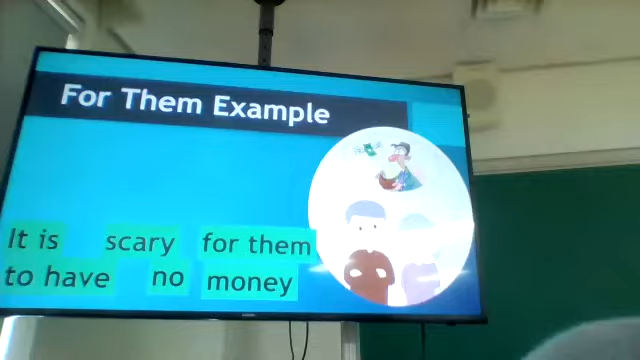 For Them Example
It is scary for them
to have no money